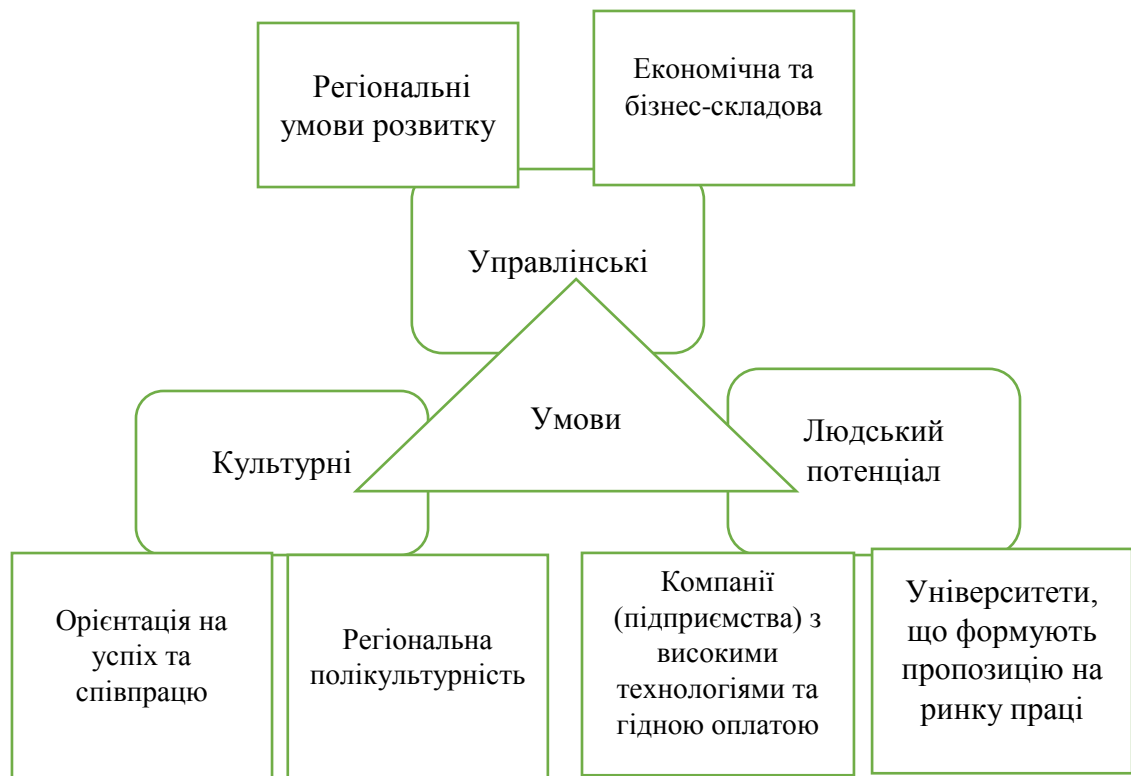 Регіональні
умови розвитку
Економічна та
бізнес-складова
Управлінські
Умови
Культурні
Людський
потенціал
Орієнтація на
успіх та
співпрацю
Регіональна
полікультурність
Компанії
(підприємства) з
високими
технологіями та
гідною оплатою
Університети,
що формують
пропозицію на
ринку праці